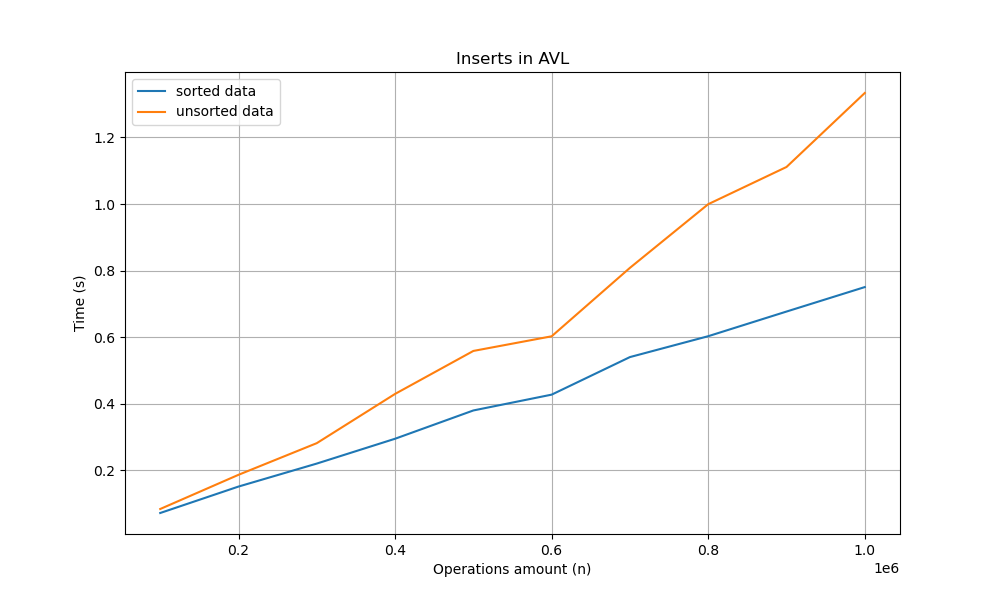 Inserts in AVL
sorted data
unsorted data
Time (s)
1.2
1.0
0.8
0.6
0.4
0.2
0.2 0.4 0.6 0.8 1.0
1e6
Operations amount (n)